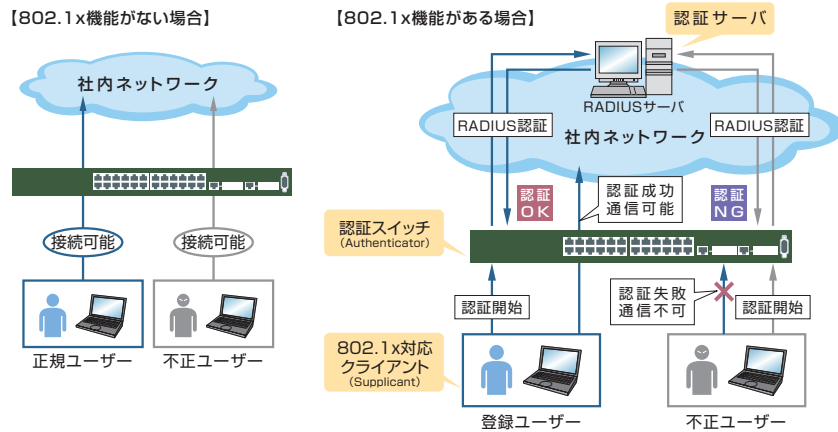 【802.1x機能がない場合】
社内ネットワーク
接続可能
接続可能
正規ユーザー
不正ユーザー
【802.1x機能がある場合】
認証サーバ
RADIUSサーバ
RADIUS認証
RADIUS認証
社内ネットワーク
認証
OK
認証成功
通信可能
認証
NG
認証スイッチ
(Authenticator)
認証開始
認証失敗
通信不可
認証開始
802.1x対応
クライアント
(Supplicant)
登録ユーザー
不正ユーザー